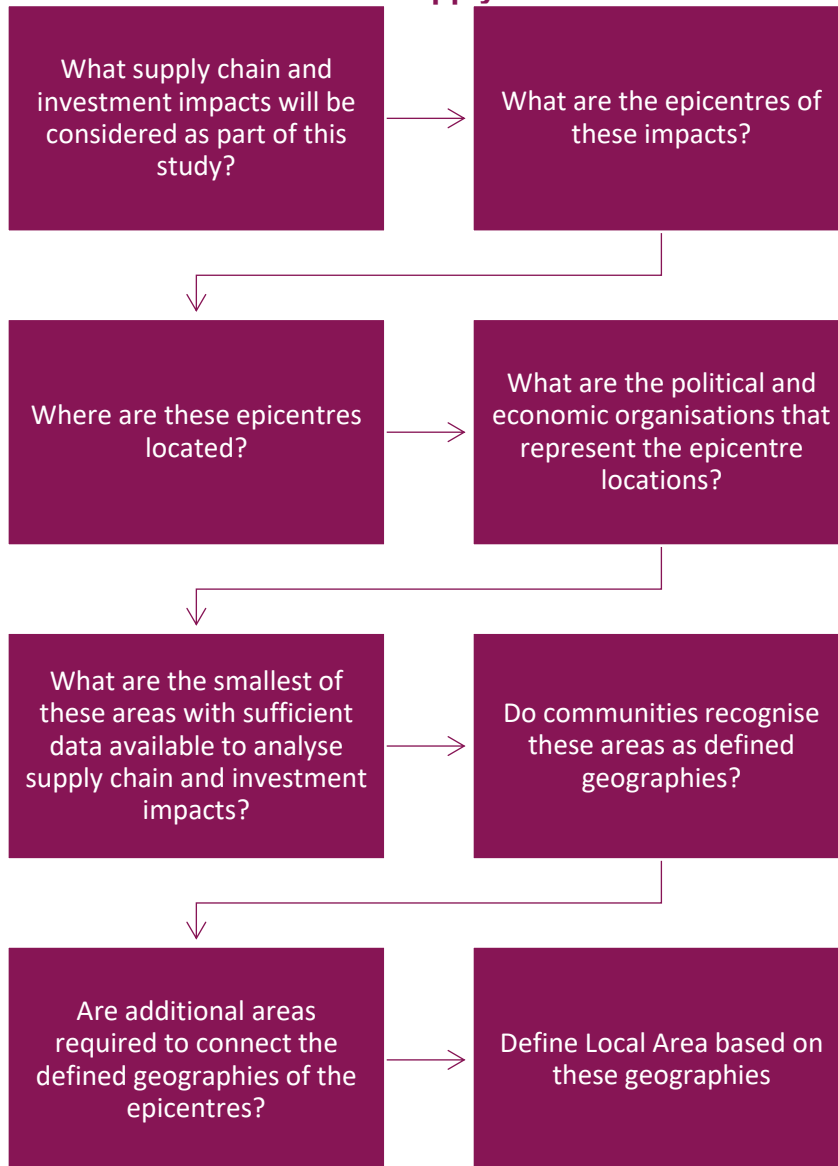 What supply chain and
investment impacts will be
considered as part of this
study?
What are the epicentres of
these impacts?
Where are these epicentres
located?
What are the political and
economic organisations that
represent the epicentre
locations?
What are the smallest of
these areas with sufficient
data available to analyse
supply chain and investment
impacts?
Do communities recognise
these areas as defined
geographies?
Are additional areas
required to connect the
defined geographies of the
epicentres?
Define Local Area based on
these geographies